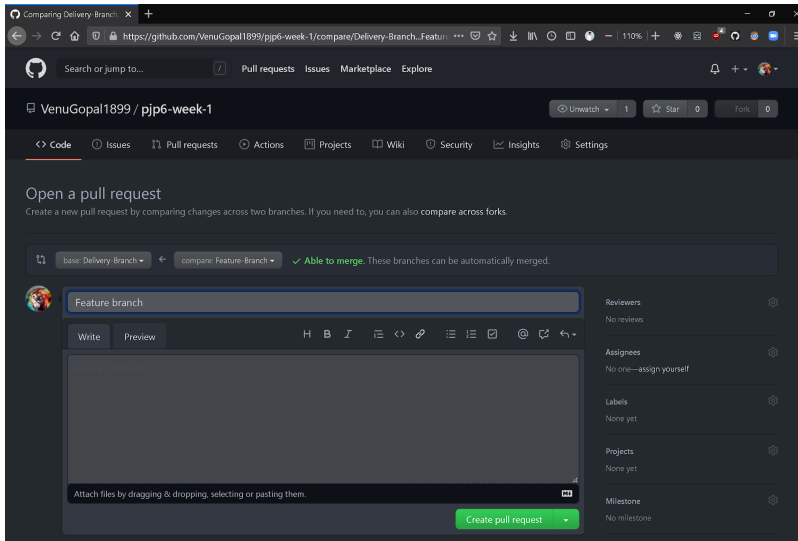 Comparing Delivery-Branch.
https://github.com/VenuGopal1899/pjp6-week-1/compare/Delivery-Branch...Feature
110%
4
Search or jump to...
/
Pull requests Issues Marketplace Explore
VenuGopal1899 / pjp6-week-1
Unwatch 1 Star 0 Fork 0
Code Issues Pull requests Actions Projects Wiki Security Insights Settings
Open a pull request
Create a new pull request by comparing changes across two branches. If you need to, you can also compare across forks.
base: Delivery-Branch compare: Feature-Branch Able to merge. These branches can be automatically merged.
Feature branch
Write Preview
H B I
Attach files by dragging & dropping, selecting or pasting them.
Create pull request
Reviewers
No reviews
Assignees
No one—assign yourself
Labels
None yet
Projects
None yet
Milestone
No milestone